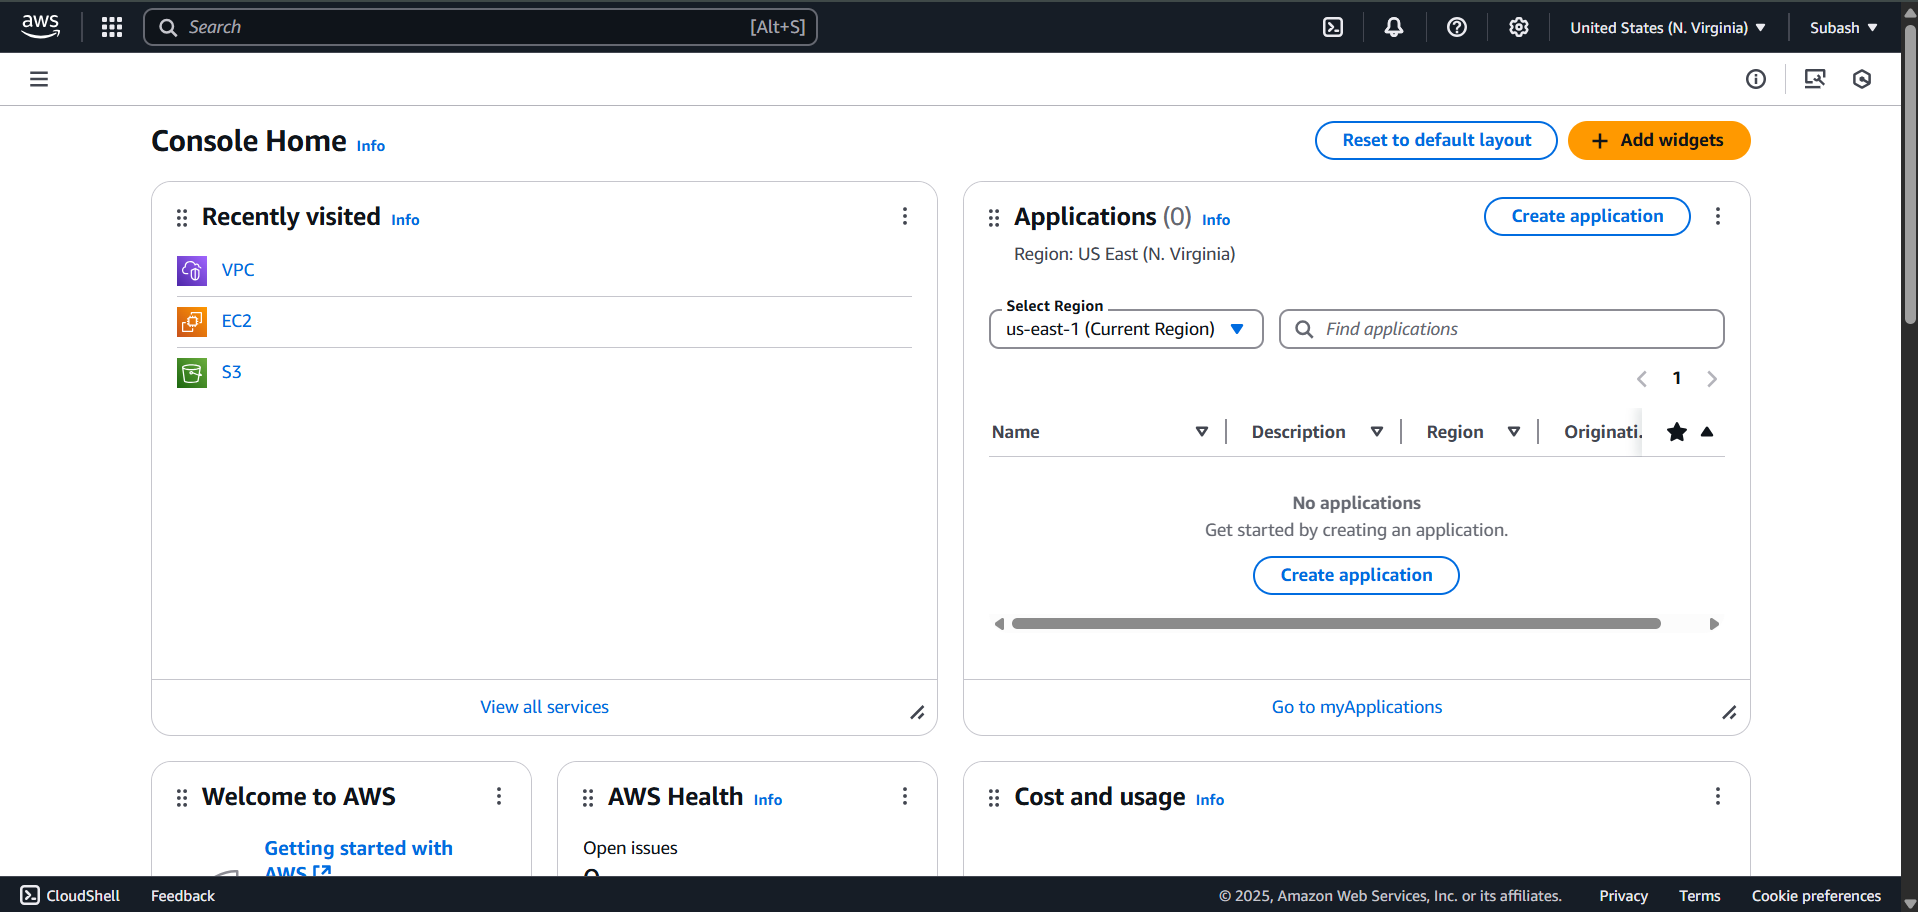 aws
Search [Alt+S]
United States (N. Virginia)
Subash
Console Home Info
Reset to default layout
Add widgets
Recently visited Info
VPC
EC2
S3
View all services
Applications (0) Info
Create application
Region: US East (N. Virginia)
Select Region
us-east-1 (Current Region)
Find applications
1
Name
Description
Region
Originati.
No applications
Get started by creating an application.
Create application
Go to myApplications
Welcome to AWS
Getting started with
AWS
AWS Health Info
Open issues
Cost and usage Info
CloudShell
Feedback
© 2025, Amazon Web Services, Inc. or its affiliates.
Privacy
Terms
Cookie preferences